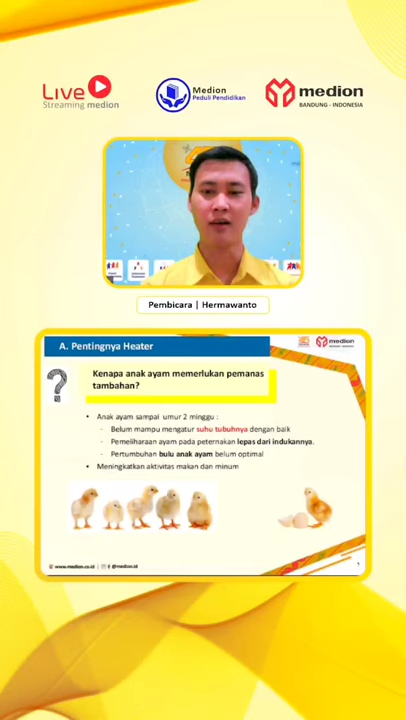 Live
Streaming medion
Medion
Peduli Pendidikan
medion
BANDUNG - INDONESIA
Pembicara | Hermawanto
A. Pentingnya Heater
medion
Kenapa anak ayam memerlukan pemanas
tambahan?
• Anak ayam sampai umur 2 minggu :
- Belum mampu mengatur suhu tubuhnya dengan baik
- Pemeliharaan ayam pada peternakan lepas dari indukannya.
- Pertumbuhan bulu anak ayam belum optimal
• Meningkatkan aktivitas makan dan minum
www.medion.co.id | @medion.id